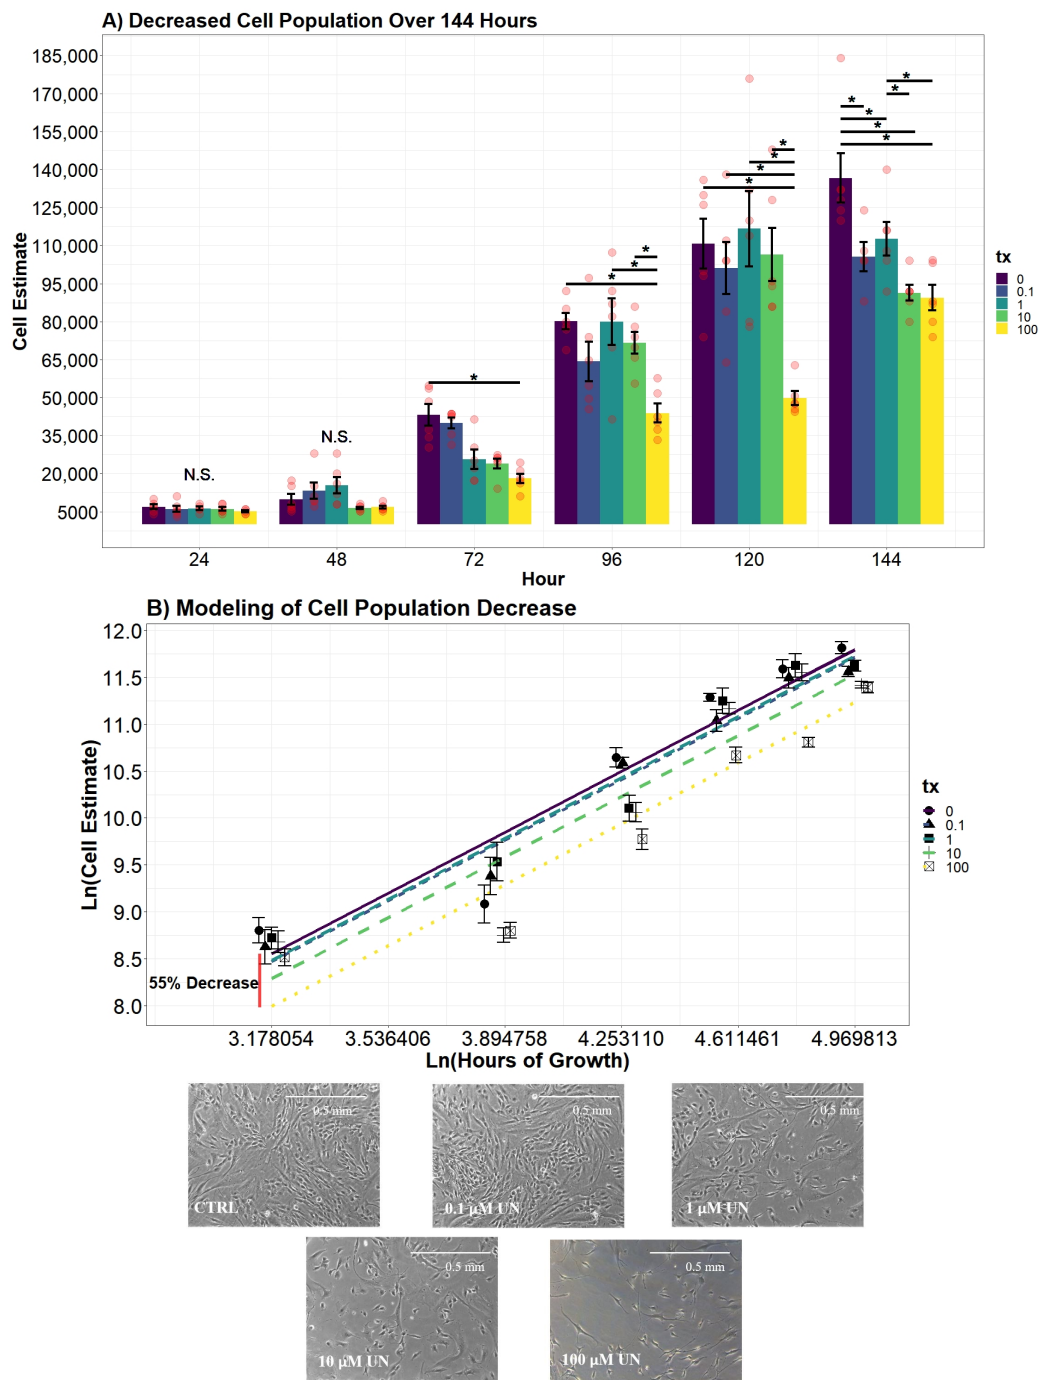 A) Decreased Cell Population Over 144 Hours
185,000
170,000
155,000
140,000
125,000
110,000
95,000
80,000
65,000
50,000
35,000
20,000
5000
Cell Estimate
N.S.
N.S.
*
*
*
*
*
*
*
*
*
*
*
*
*
*
24 48 72 96 120 144
Hour
tx
0
0.1
1
10
100
B) Modeling of Cell Population Decrease
12.0
11.5
11.0
10.5
10.0
9.5
9.0
8.5
8.0
Ln(Cell Estimate)
55% Decrease
3.178054 3.536406 3.894758 4.253110 4.611461 4.969813
Ln(Hours of Growth)
tx
0
0.1
1
10
100
0.5 mm
CTRL
0.5 mm
0.1 µM UN
0.5 mm
1 µM UN
0.5 mm
10 µM UN
0.5 mm
100 µM UN